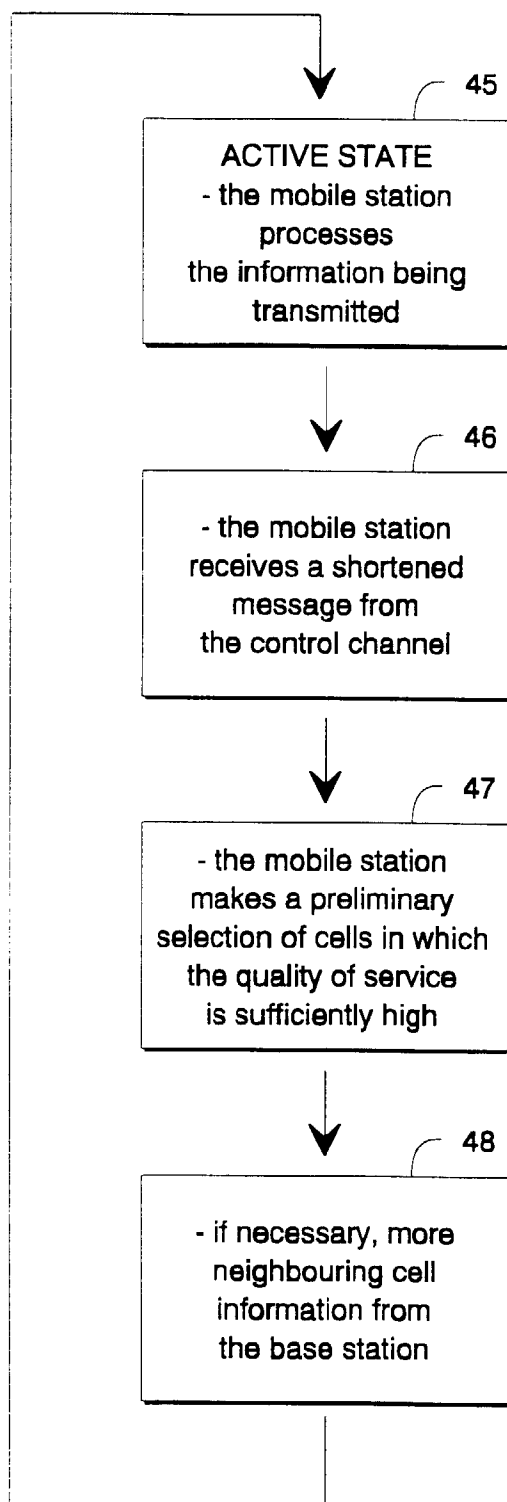 45
ACTIVE STATE
- the mobile station
processes
the information being
transmitted
46
- the mobile station
receives a shortened
message from
the control channel
47
- the mobile station
makes a preliminary
selection of cells in which
the quality of service
is sufficiently high
48
- if necessary, more
neighbouring cell
information from
the base station